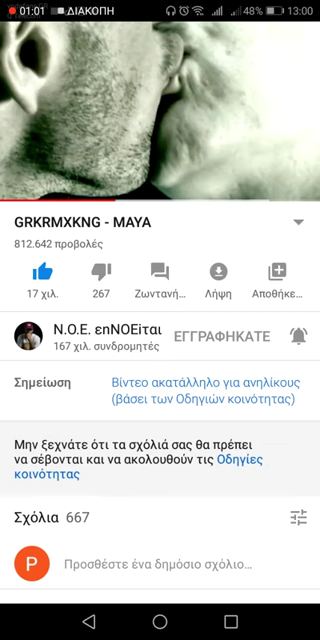 01:01 ΔΙΑΚΟΠΗ 48% 13:00
GRKRMXKNG - MAYA
812.642 προβολές
17 χιλ. 267 Ζωντανή... Λήψη Αποθήκε...
N.O.E. εnΝΟΕιται
167 χιλ. συνδρομητές
ΕΓΓΡΑΦΗΚΑΤΕ
Σημείωση
Βίντεο ακατάλληλο για ανηλίκους
(βάσει των Οδηγιών κοινότητας)
Μην ξεχνάτε ότι τα σχόλιά σας θα πρέπει
να σέβονται και να ακολουθούν τις Οδηγίες
κοινότητας
Σχόλια 667
P
Προσθέστε ένα δημόσιο σχόλιο...